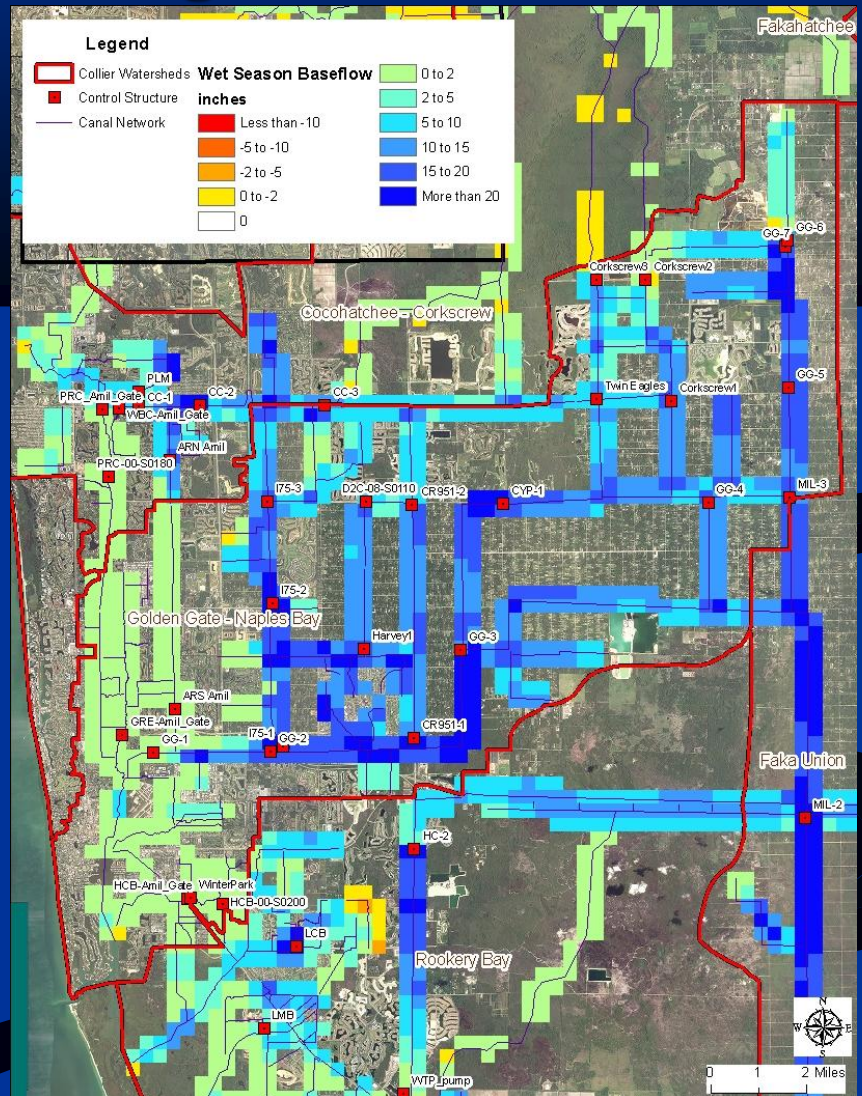 Fakahatchee
Legend
Collier Watersheds
Control Structure
Canal Network
Wet Season Baseflow
inches
Less than -10
-5 to -10
-2 to -5
0 to -2
0
0 to 2
2 to 5
5 to 10
10 to 15
15 to 20
More than 20
GG-6
GG-7
Corkscrew3
Corkscrew2
Cocohatchee - Corkscrew
PLM
CC-2
CC-3
Twin Eagles
Corkscrew1
GG-5
PRC_Amil_Gate
CC-1
WBC-Amil_Gate
ARN Amil
PRC-00-S0180
I75-3
D2C-08-S0110
CR951-2
CYP-1
GG-4
MIL-3
I75-2
Golden Gate - Naples Bay
Harvey1
GG-3
ARS Amil
GRE-Amil_Gate
GG-1
I75-1
GG-2
CR951-1
Faka Union
MIL-2
HC-2
HCB-Amil_Gate
WinterPark
HCB-00-S0200
LCB
Rookery Bay
LMB
WTP_pump
N
W
E
S
0 1 2 Miles